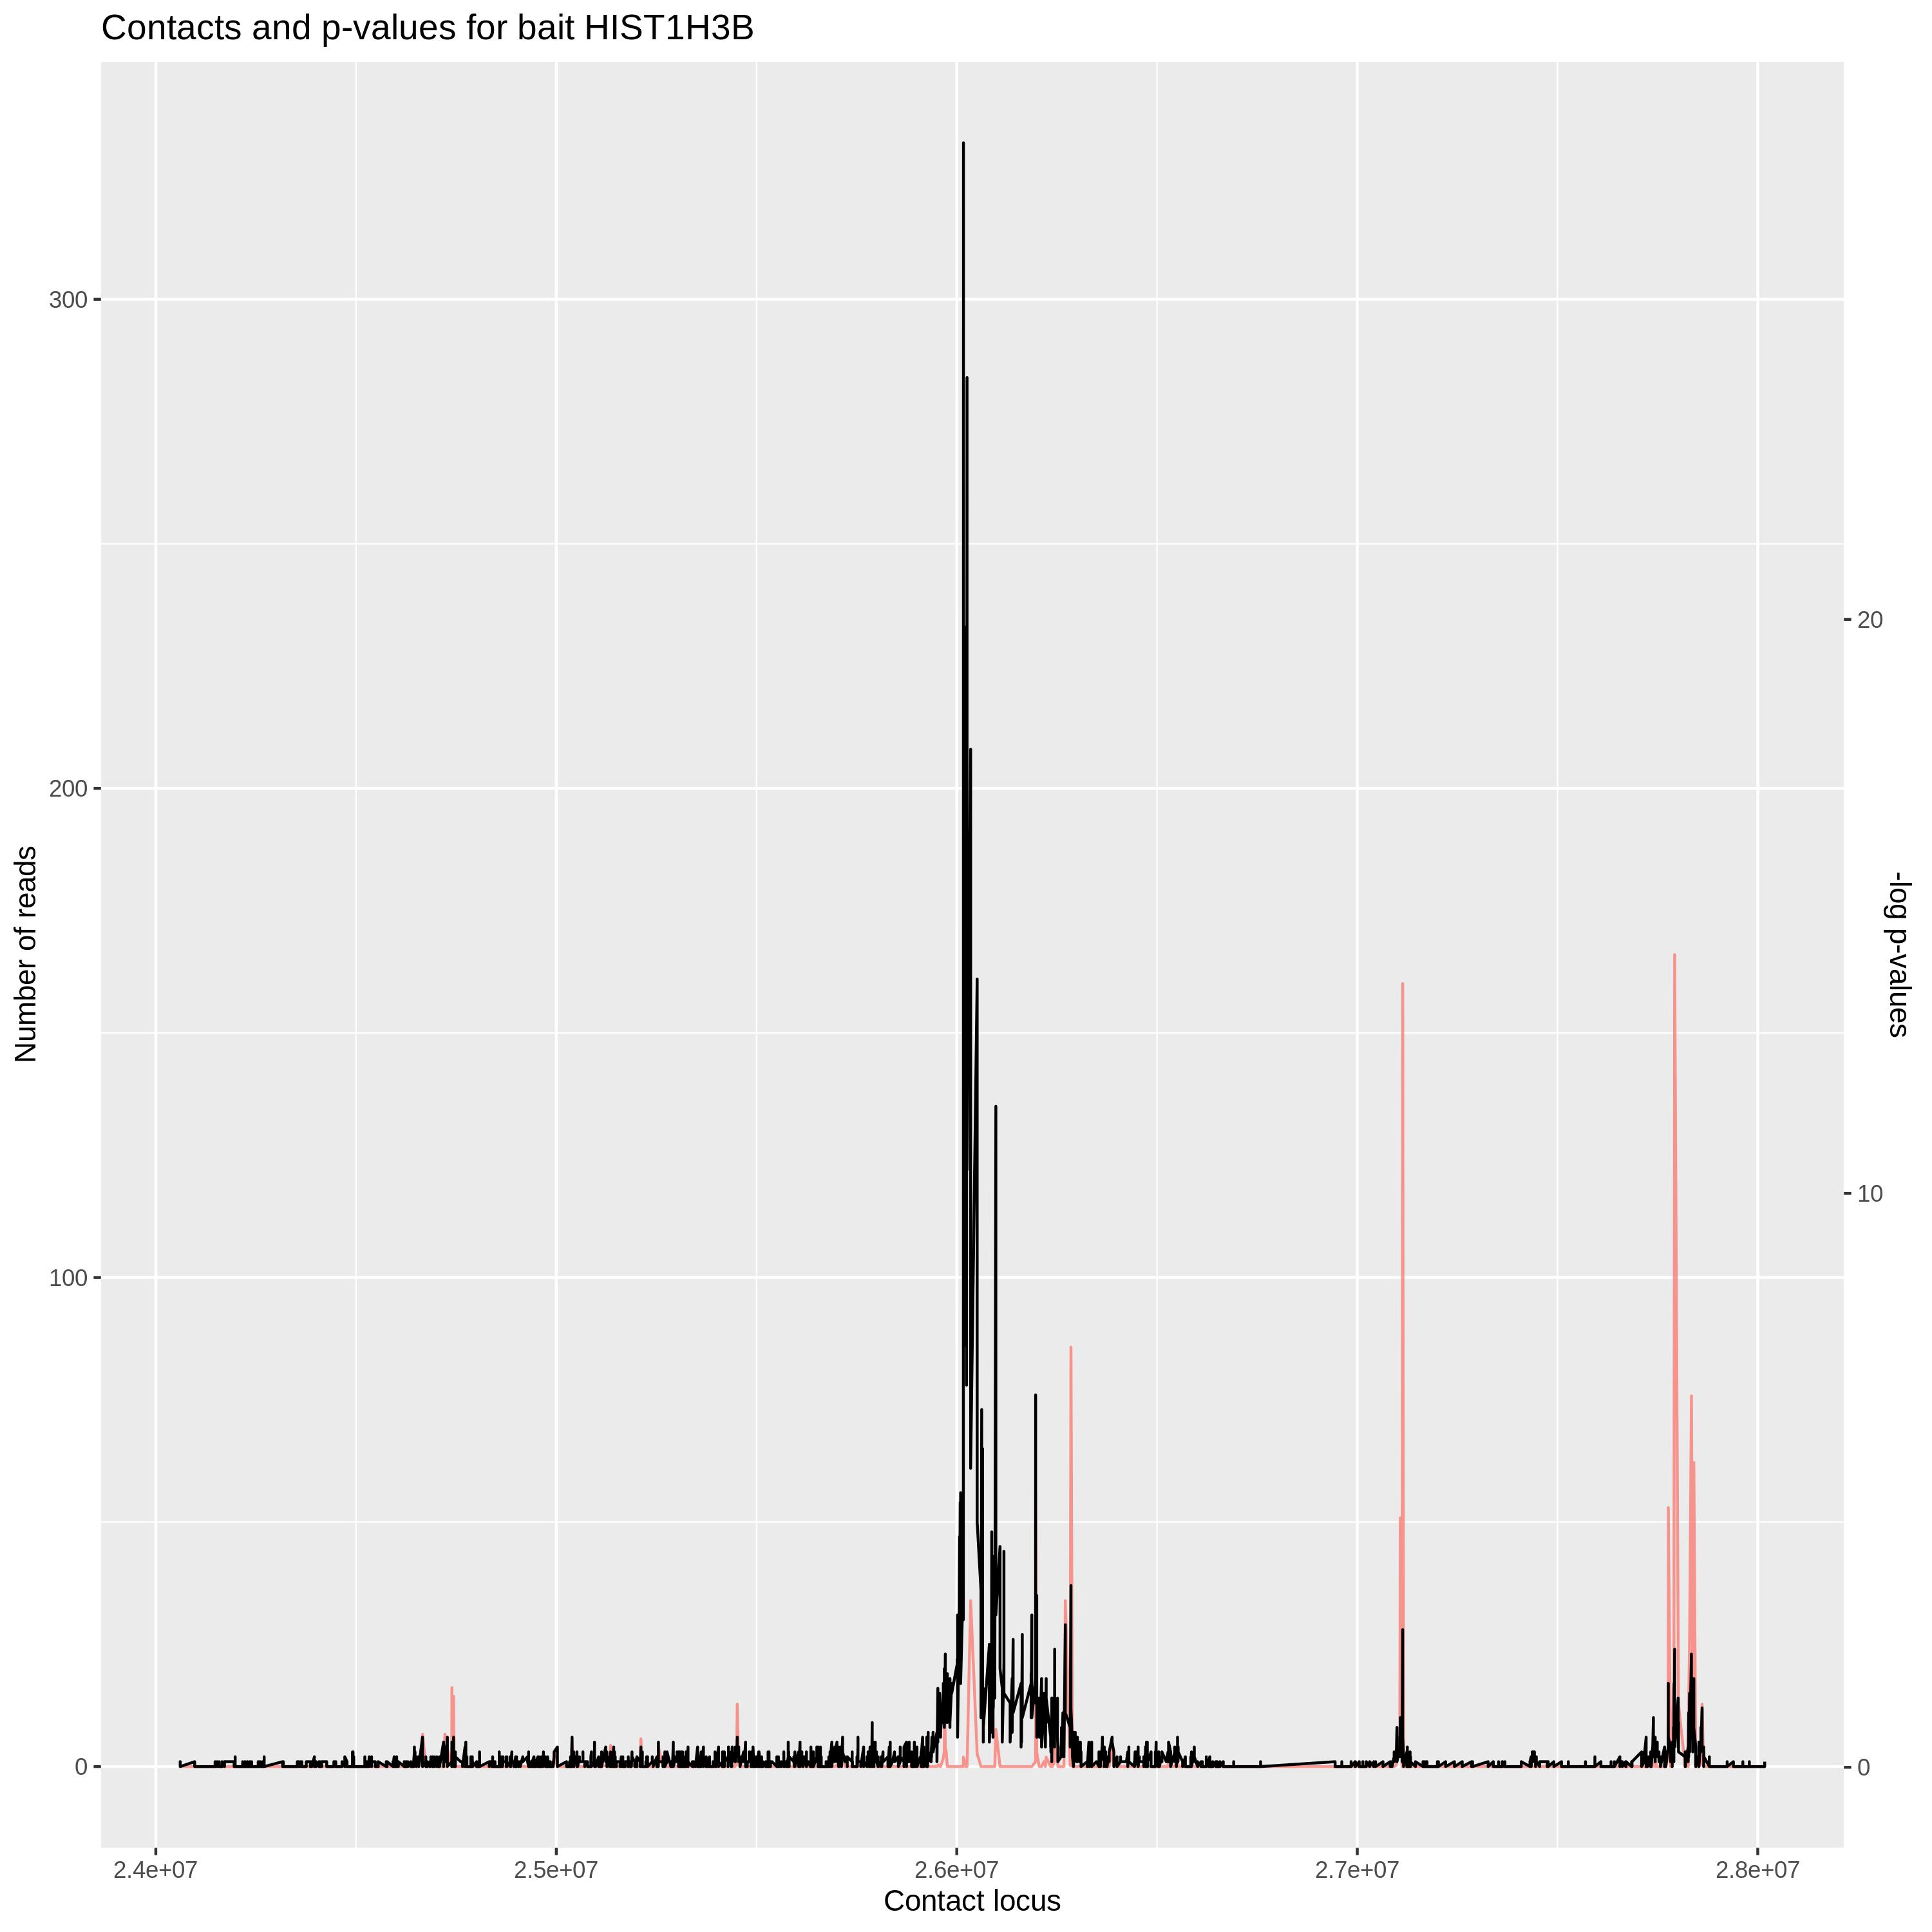 Contacts and p-values for bait HIST1H3B
300
200
100
0
Number of reads
20
10
0
-log p-values
2.4e+07 2.5e+07 2.6e+07 2.7e+07 2.8e+07
Contact locus